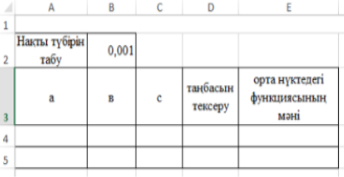 A B C D E
1
2 Нақты түбірін 0,001
табу
3 а в с таңбасын орта нүктедегі
тексеру функциясының
мәні
4
5